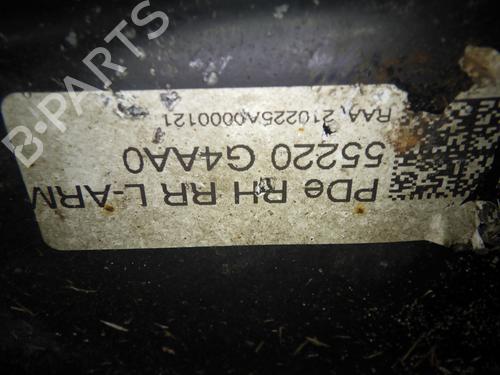 PDe RH RR L-ARM
55220 G4AA0
RAA, 210225A0000121
B-PARTS